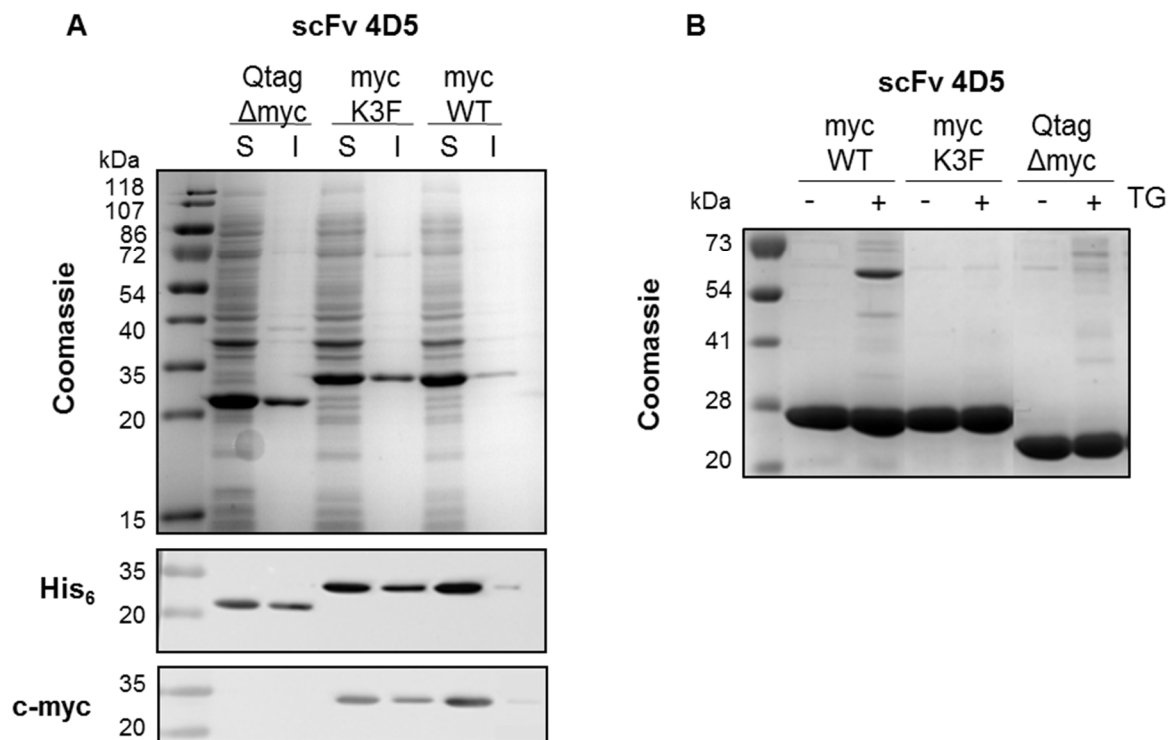 A
scFv 4D5
Qtag myc myc
Δmyc K3F WT
S I S I S I
kDa
118
107
86
72
54
40
35
20
15
Coomassie
35
20
His6
35
20
c-myc
B
scFv 4D5
myc myc Qtag
WT K3F Δmyc
kDa - + - + - + TG
73
54
41
28
20
Coomassie